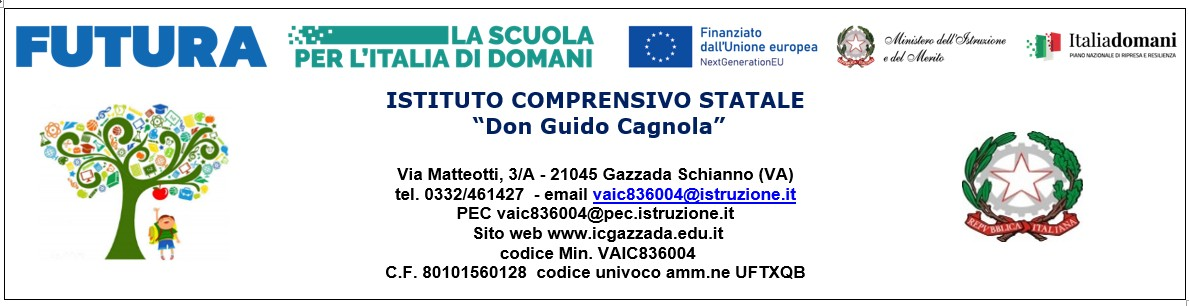 FUTURA
LA SCUOLA
PER L'ITALIA DI DOMANI
Finanziato
dall'Unione europea
NextGenerationEU
Ministero dell'Istruzione
e del Merito
Italiadomani
PIANO NAZIONALE DI RIPRESA E RESILIENZA
ISTITUTO COMPRENSIVO STATALE
“Don Guido Cagnola”
Via Matteotti, 3/A - 21045 Gazzada Schianno (VA)
tel. 0332/461427 - email vaic836004@istruzione.it
PEC vaic836004@pec.istruzione.it
Sito web www.icgazzada.edu.it
codice Min. VAIC836004
C.F. 80101560128 codice univoco amm.ne UFTXQB
REPVBBLICA ITALIANA